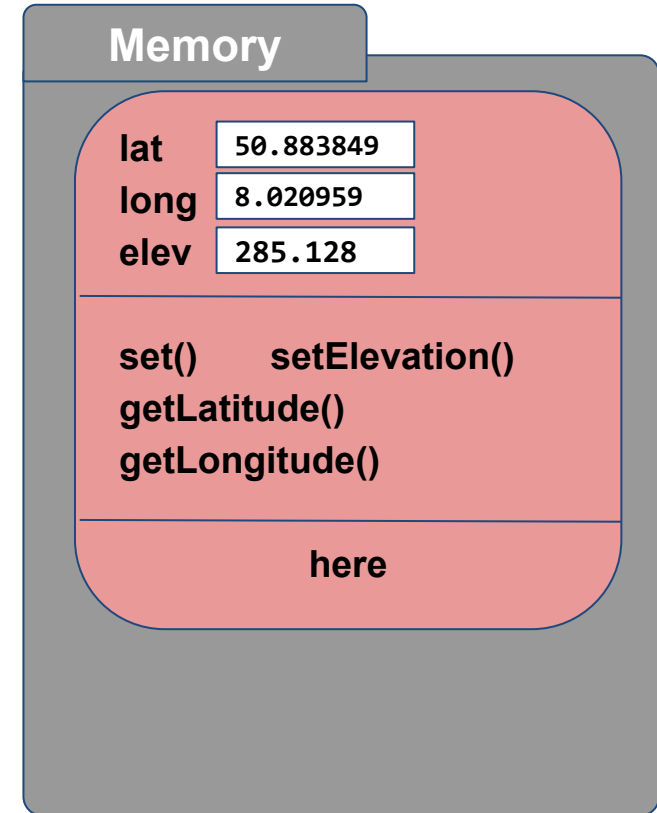 Memory
lat 50.883849
long 8.020959
elev 285.128
set() setElevation()
getLatitude()
getLongitude()
here